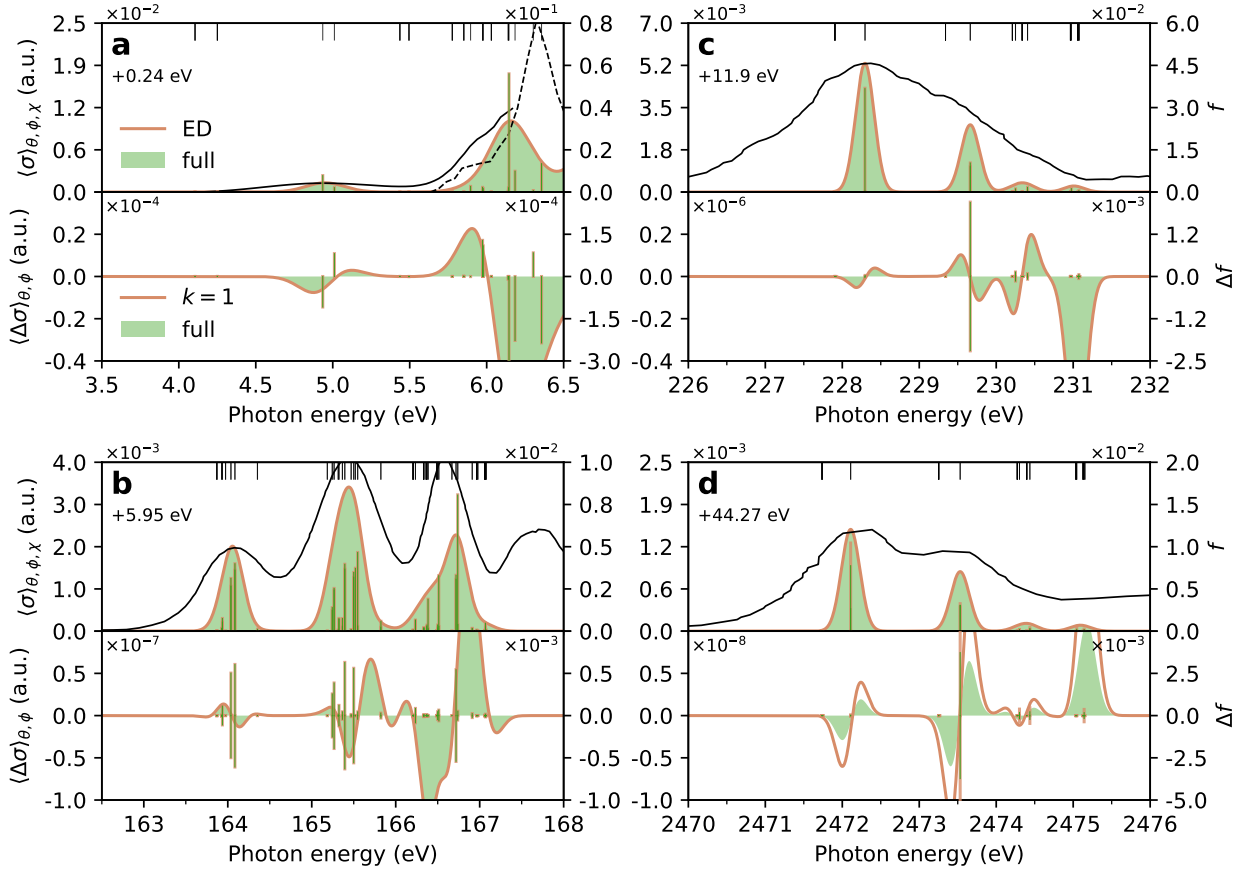 ×10⁻² ×10⁻¹
a
+0.24 eV
ED
full
⟨σ⟩θ,ϕ,χ (a.u.)
2.5
1.9
1.2
0.6
0.0
0.8
0.6
0.4
0.2
0.0
×10⁻⁴ ×10⁻⁴
k = 1
full
⟨Δσ⟩θ,ϕ (a.u.)
0.2
0.0
-0.2
-0.4
1.5
0.0
-1.5
-3.0
3.5 4.0 4.5 5.0 5.5 6.0 6.5
Photon energy (eV)
×10⁻³ ×10⁻²
c
+11.9 eV
7.0
5.2
3.5
1.8
0.0
6.0
4.5
3.0
1.5
0.0
f
×10⁻⁶ ×10⁻³
0.2
0.0
-0.2
-0.4
1.2
0.0
-1.2
-2.5
Δf
226 227 228 229 230 231 232
Photon energy (eV)
×10⁻³ ×10⁻²
b
+5.95 eV
⟨σ⟩θ,ϕ,χ (a.u.)
4.0
3.0
2.0
1.0
0.0
1.0
0.8
0.5
0.2
0.0
×10⁻⁷ ×10⁻³
⟨Δσ⟩θ,ϕ (a.u.)
0.5
0.0
-0.5
-1.0
0.5
0.0
-0.5
-1.0
163 164 165 166 167 168
Photon energy (eV)
×10⁻³ ×10⁻²
d
+44.27 eV
2.5
1.9
1.2
0.6
0.0
2.0
1.5
1.0
0.5
0.0
f
×10⁻⁸ ×10⁻³
0.5
0.0
-0.5
-1.0
2.5
0.0
-2.5
-5.0
Δf
2470 2471 2472 2473 2474 2475 2476
Photon energy (eV)